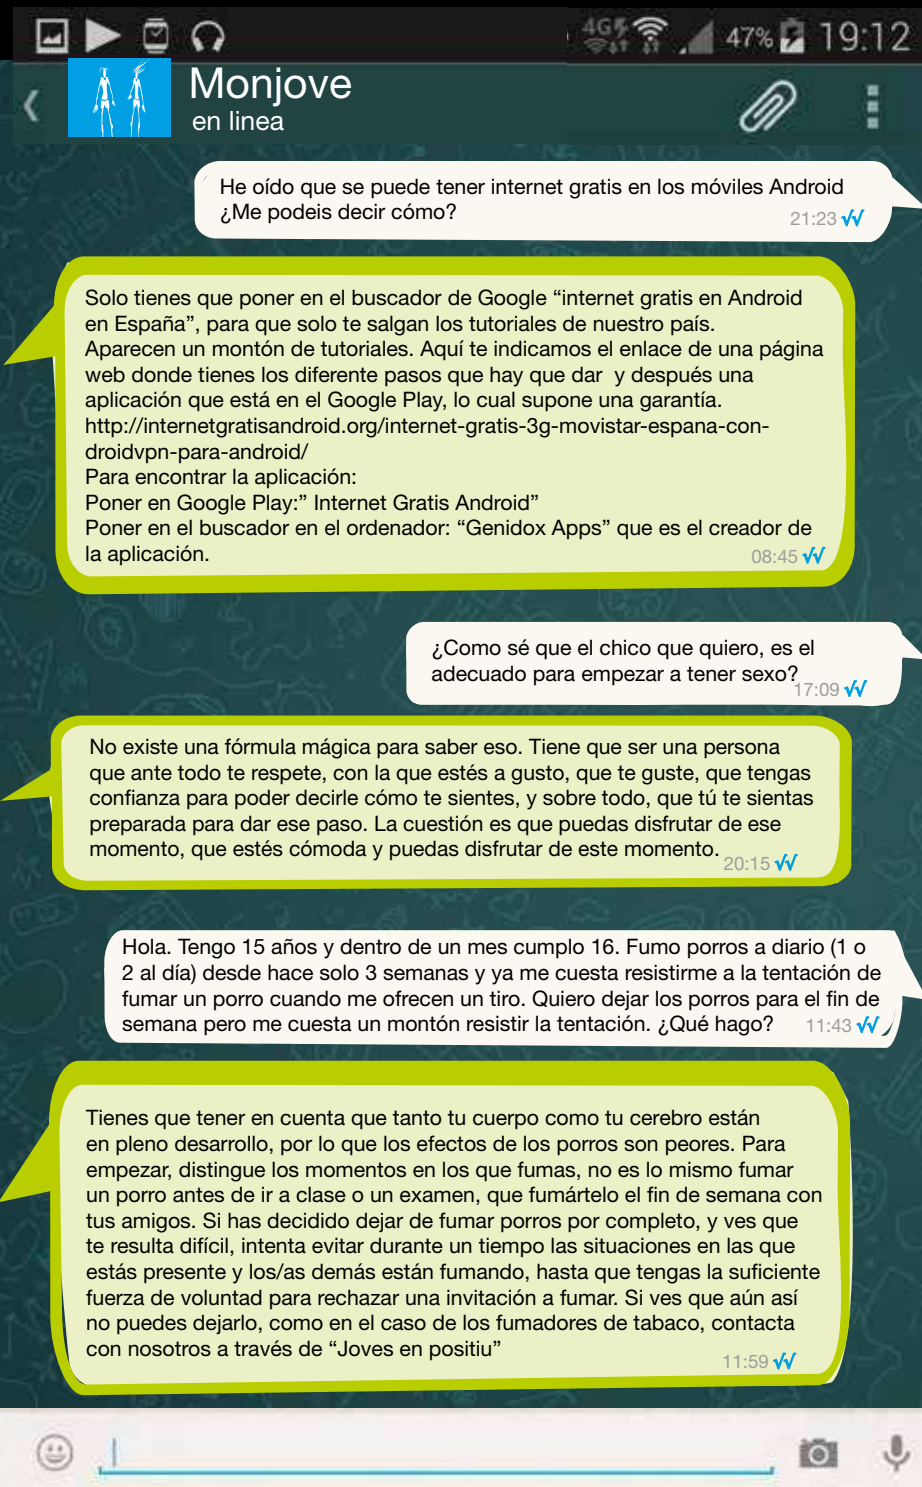 4G 47% 19:12
Monjove
en linea
He oído que se puede tener internet gratis en los móviles Android
¿Me podeis decir cómo?
21:23
Solo tienes que poner en el buscador de Google “internet gratis en Android
en España”, para que solo te salgan los tutoriales de nuestro país.
Aparecen un montón de tutoriales. Aquí te indicamos el enlace de una página
web donde tienes los diferente pasos que hay que dar y después una
aplicación que está en el Google Play, lo cual supone una garantía.
http://internetgratisandroid.org/internet-gratis-3g-movistar-espana-con-
droidvpn-para-android/
Para encontrar la aplicación:
Poner en Google Play:” Internet Gratis Android”
Poner en el buscador en el ordenador: “Genidox Apps” que es el creador de
la aplicación.
08:45
¿Como sé que el chico que quiero, es el
adecuado para empezar a tener sexo?
17:09
No existe una fórmula mágica para saber eso. Tiene que ser una persona
que ante todo te respete, con la que estés a gusto, que te guste, que tengas
confianza para poder decirle cómo te sientes, y sobre todo, que tú te sientas
preparada para dar ese paso. La cuestión es que puedas disfrutar de ese
momento, que estés cómoda y puedas disfrutar de este momento.
20:15
Hola. Tengo 15 años y dentro de un mes cumplo 16. Fumo porros a diario (1 o
2 al día) desde hace solo 3 semanas y ya me cuesta resistirme a la tentación de
fumar un porro cuando me ofrecen un tiro. Quiero dejar los porros para el fin de
semana pero me cuesta un montón resistir la tentación. ¿Qué hago?
11:43
Tienes que tener en cuenta que tanto tu cuerpo como tu cerebro están
en pleno desarrollo, por lo que los efectos de los porros son peores. Para
empezar, distingue los momentos en los que fumas, no es lo mismo fumar
un porro antes de ir a clase o un examen, que fumártelo el fin de semana con
tus amigos. Si has decidido dejar de fumar porros por completo, y ves que
te resulta difícil, intenta evitar durante un tiempo las situaciones en las que
estás presente y los/as demás están fumando, hasta que tengas la suficiente
fuerza de voluntad para rechazar una invitación a fumar. Si ves que aún así
no puedes dejarlo, como en el caso de los fumadores de tabaco, contacta
con nosotros a través de “Joves en positiu”
11:59